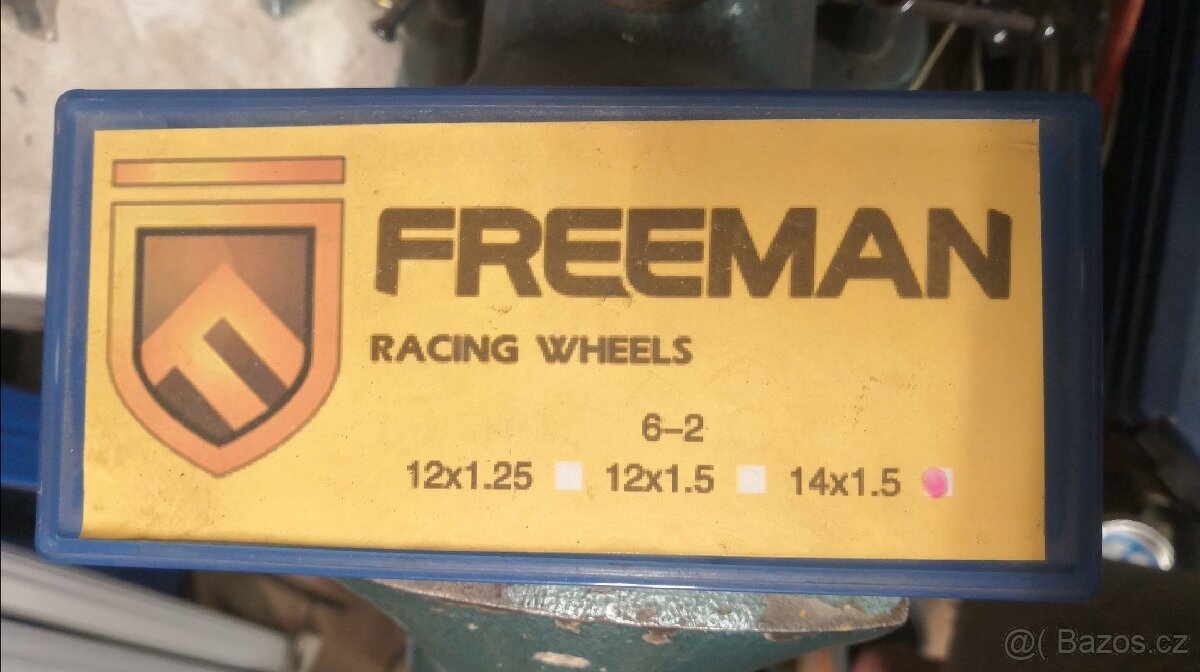 FREEMAN
RACING WHEELS
6-2
12x1.25 12x1.5 14x1.5
@( Bazos.cz